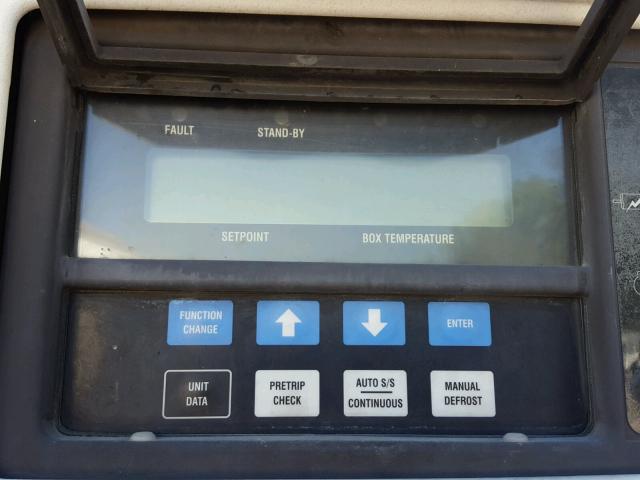 FAULT STAND-BY
SETPOINT BOX TEMPERATURE
FUNCTION
CHANGE
ENTER
UNIT
DATA
PRETRIP
CHECK
AUTO S/S
CONTINUOUS
MANUAL
DEFROST